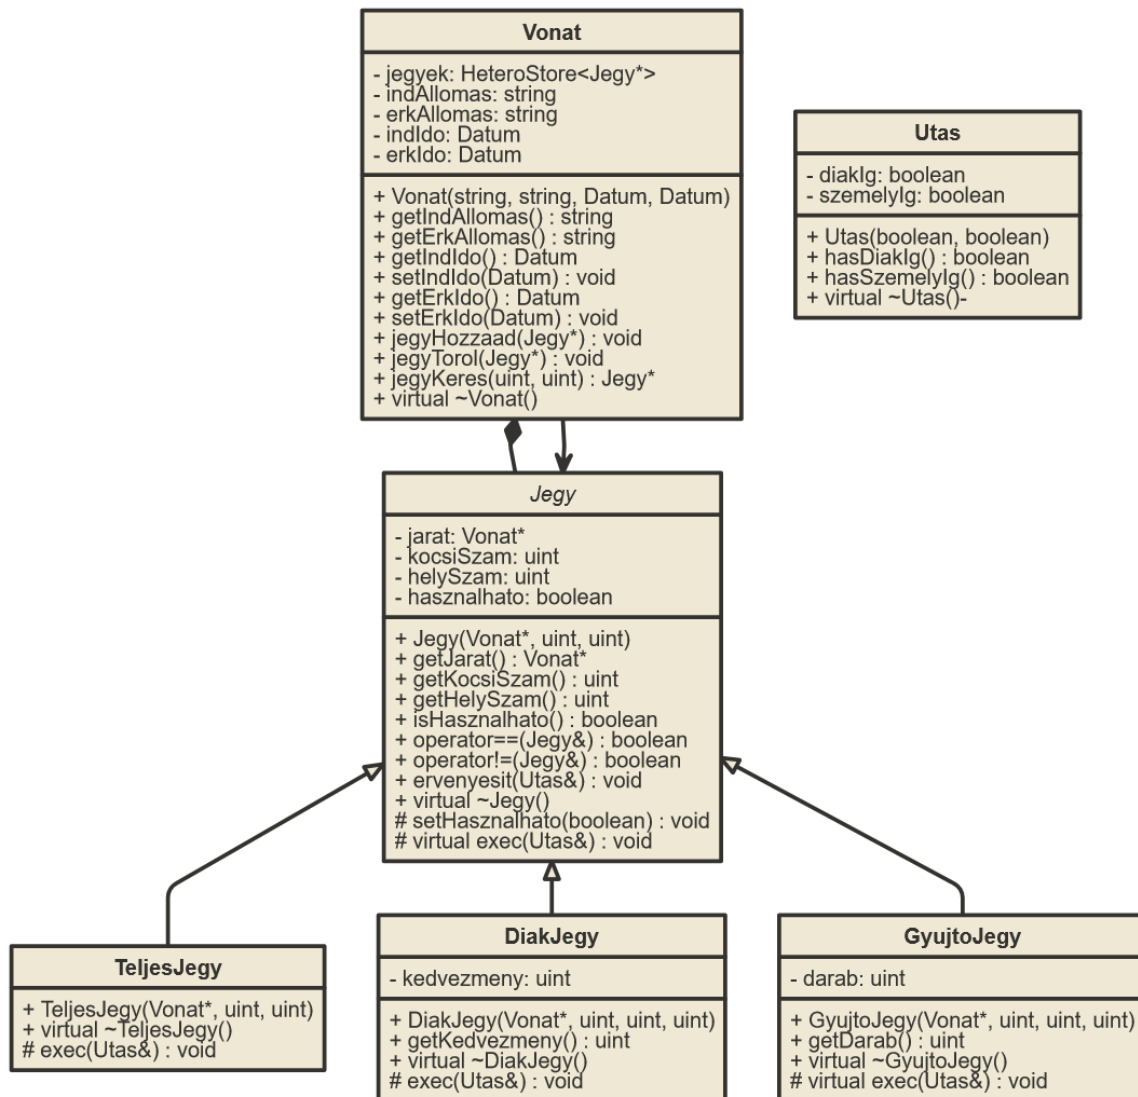 Vonat
- jegyek: HeteroStore<Jegy*>
- indAllomas: string
- erkAllomas: string
- indIdo: Datum
- erkIdo: Datum
+ Vonat(string, string, Datum, Datum)
+ getIndAllomas() : string
+ getErkAllomas() : string
+ getIndIdo() : Datum
+ setIndIdo(Datum) : void
+ getErkIdo() : Datum
+ setErkIdo(Datum) : void
+ jegyHozzaad(Jegy*) : void
+ jegyTorol(Jegy*) : void
+ jegyKeres(uint, uint) : Jegy*
+ virtual ~Vonat()
Utas
- diakIg: boolean
- szemelyIg: boolean
+ Utas(boolean, boolean)
+ hasDiakIg() : boolean
+ hasSzemelyIg() : boolean
+ virtual ~Utas()-
Jegy
- jarat: Vonat*
- kocsiSzam: uint
- helySzam: uint
- hasznalhato: boolean
+ Jegy(Vonat*, uint, uint)
+ getJarat() : Vonat*
+ getKocsiSzam() : uint
+ getHelySzam() : uint
+ isHasznalhato() : boolean
+ operator==(Jegy&) : boolean
+ operator!=(Jegy&) : boolean
+ ervenyesit(Utas&) : void
+ virtual ~Jegy()
# setHasznalhato(boolean) : void
# virtual exec(Utas&) : void
TeljesJegy
+ TeljesJegy(Vonat*, uint, uint)
+ virtual ~TeljesJegy()
# exec(Utas&) : void
DiakJegy
- kedvezmeny: uint
+ DiakJegy(Vonat*, uint, uint, uint)
+ getKedvezmeny() : uint
+ virtual ~DiakJegy()
# exec(Utas&) : void
GyujtoJegy
- darab: uint
+ GyujtoJegy(Vonat*, uint, uint, uint)
+ getDarab() : uint
+ virtual ~GyujtoJegy()
# virtual exec(Utas&) : void